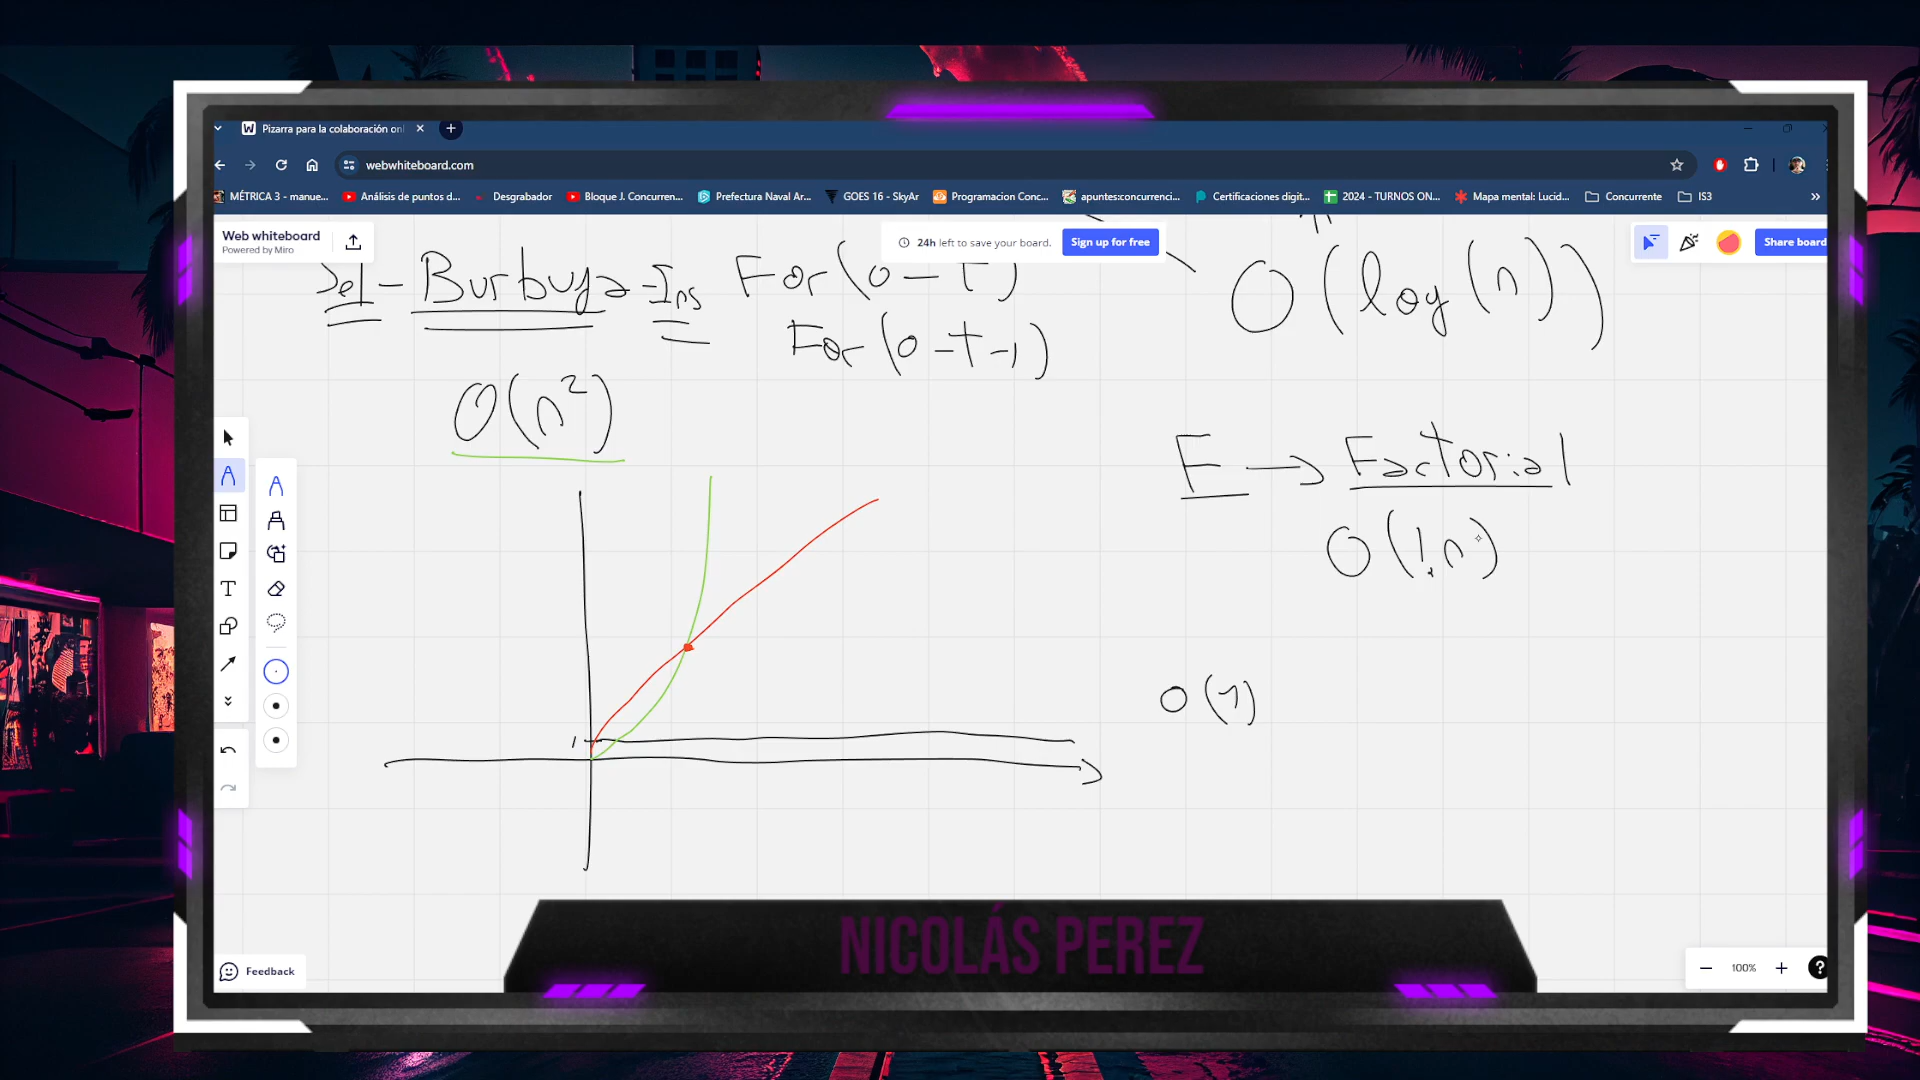 Pizarra para la colaboración onl
webwhiteboard.com
MÉTRICA 3 - manue...
Análisis de puntos d...
Desgrabador
Bloque J. Concurren...
Prefectura Naval Ar...
GOES 16 - SkyAr
Programacion Conc...
apuntes:concurrenci...
Certificaciones digit...
2024 - TURNOS ON...
Mapa mental: Lucid...
Concurrente
IS3
Web whiteboard
Powered by Miro
24h left to save your board.
Sign up for free
Share board
Sel - Burbuja - Ins For (0 - t)
For (0 - t - 1)
O(log(n))
O(n²)
E → Factorial
O(!n)
O(1)
1
NICOLÁS PEREZ
Feedback
100%